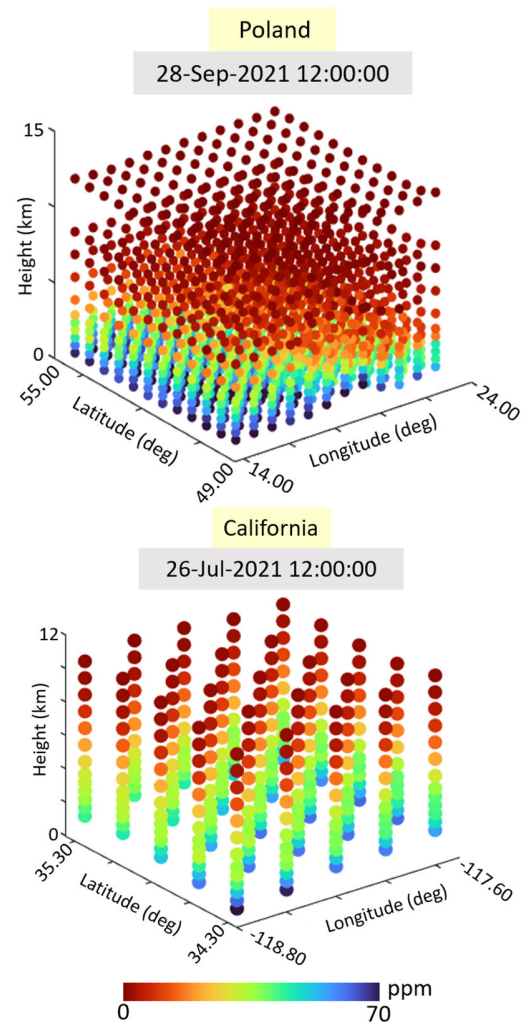 Poland
28-Sep-2021 12:00:00
15
Height (km)
0
55.00
Latitude (deg)
49.00
14.00
Longitude (deg)
24.00
California
26-Jul-2021 12:00:00
12
Height (km)
0
35.30
Latitude (deg)
34.30
-118.80
Longitude (deg)
-117.60
ppm
0
70